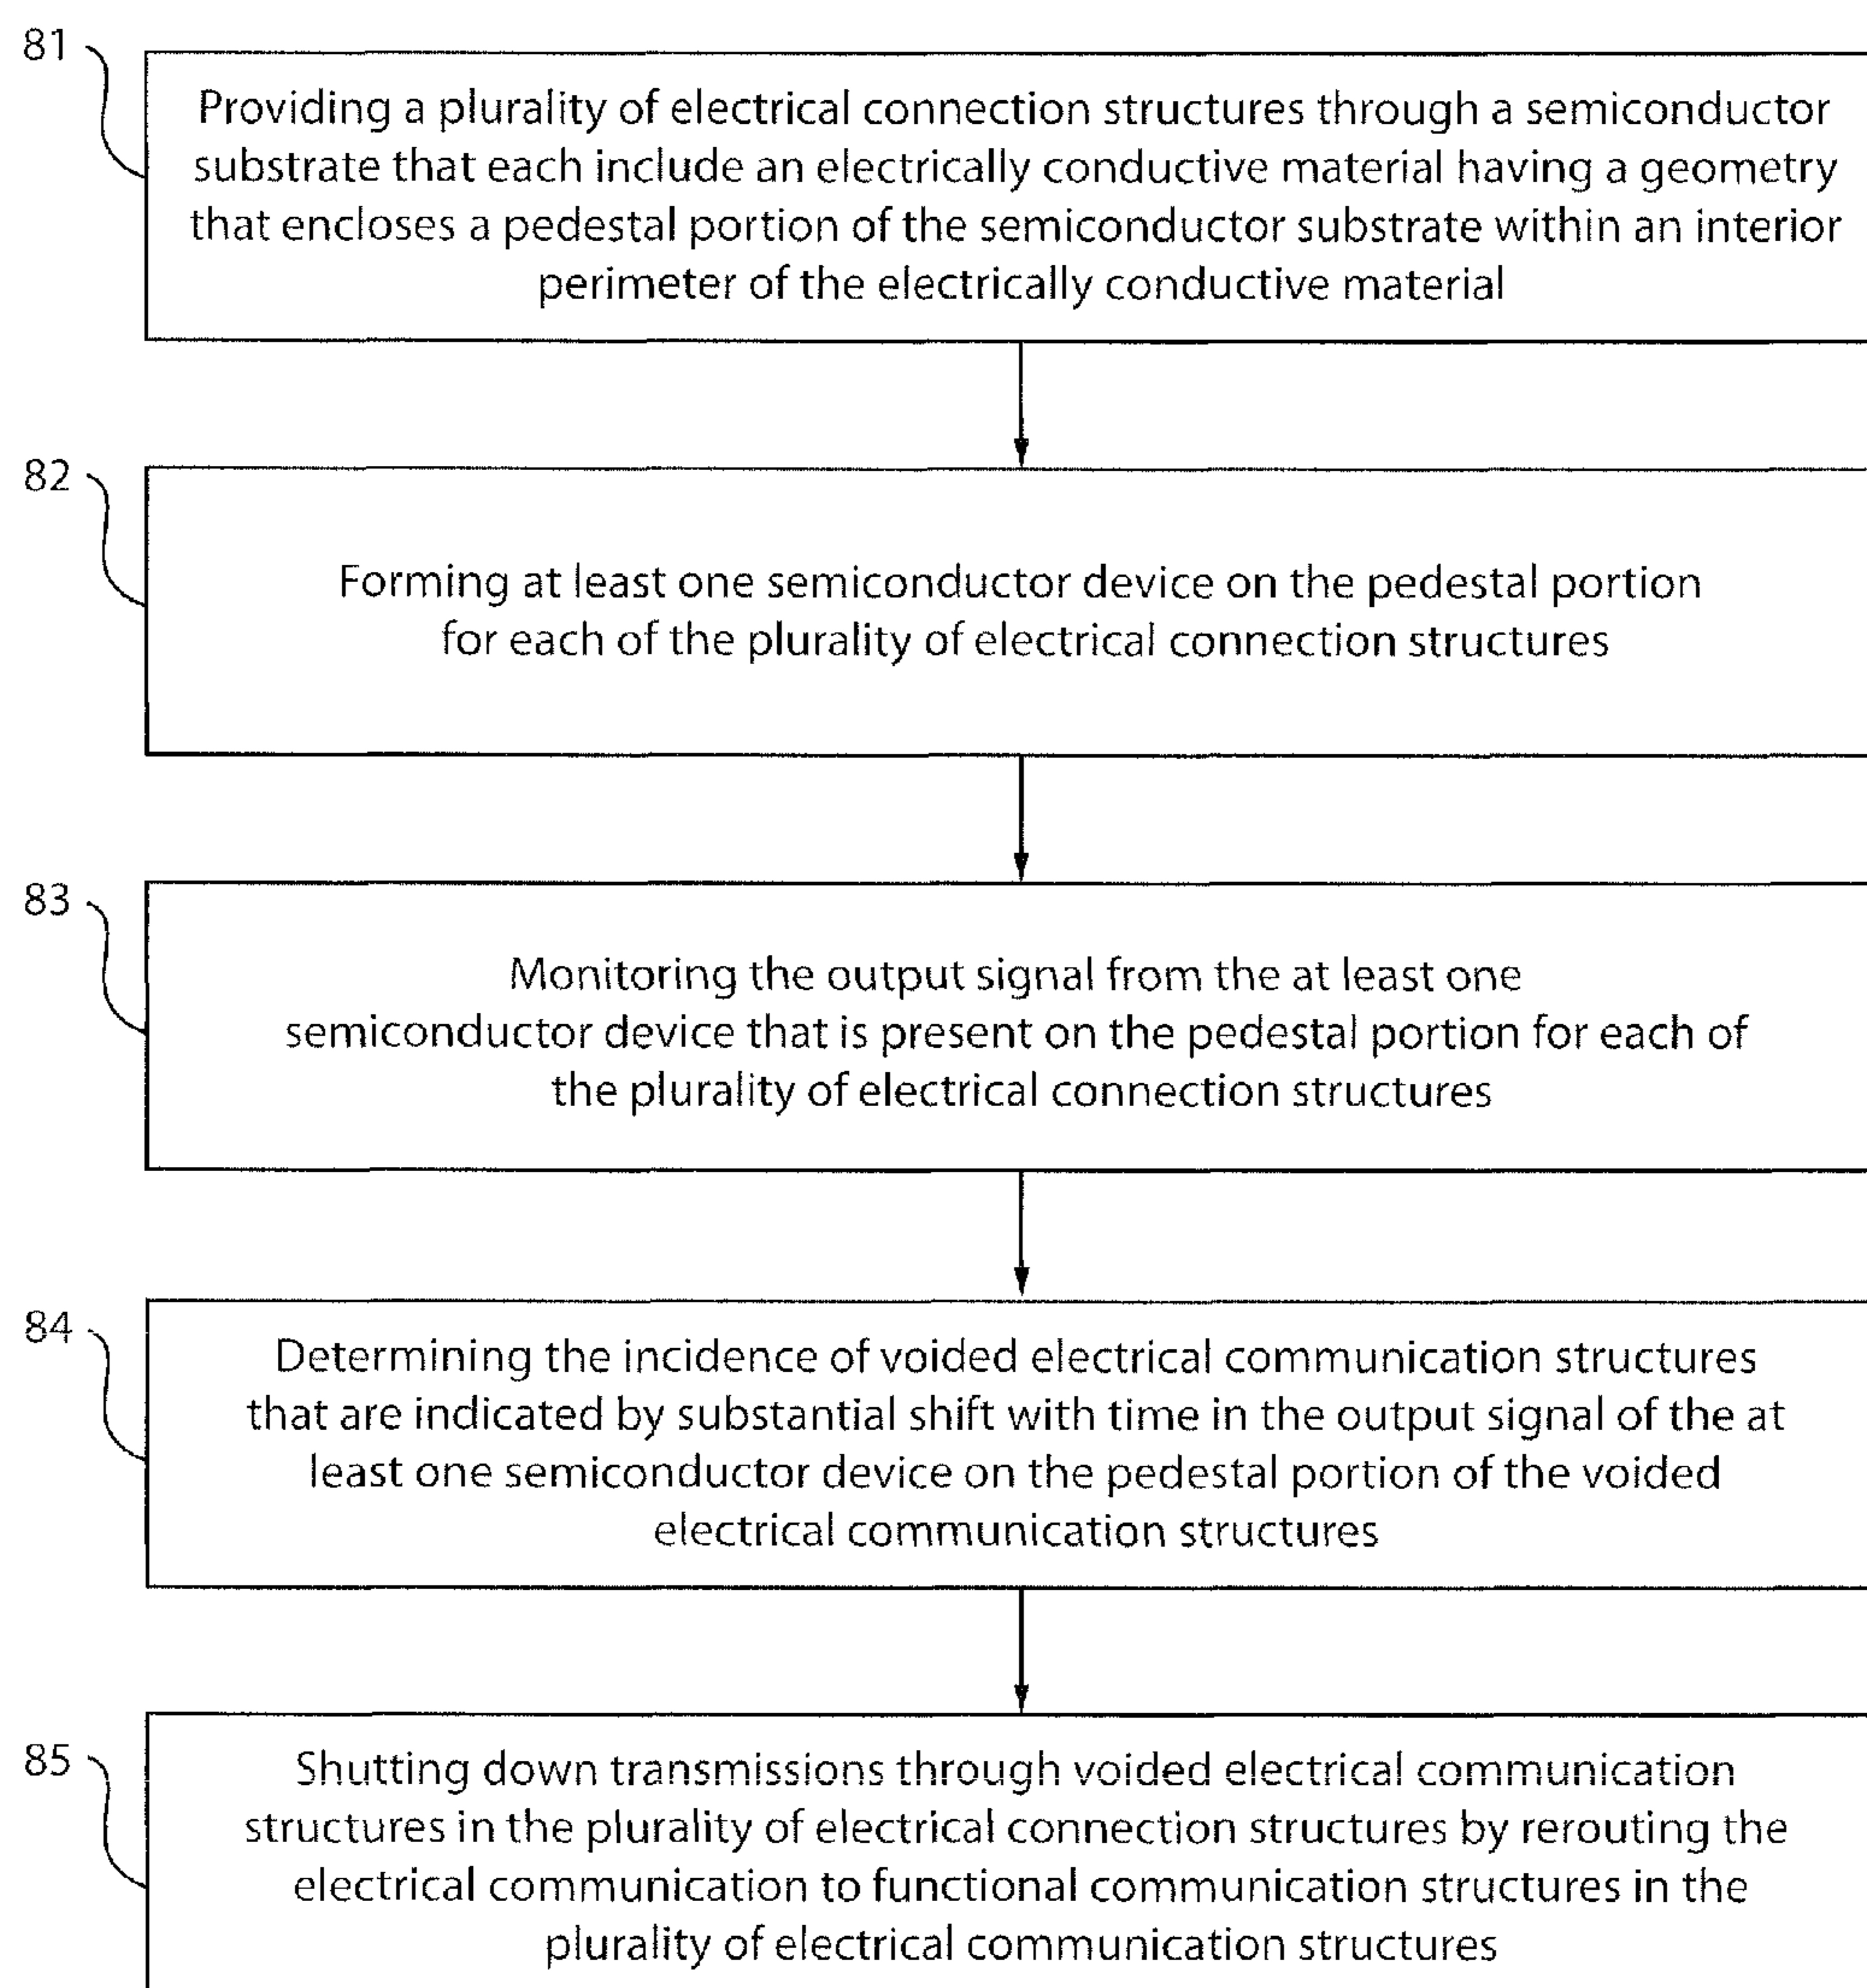 81
Providing a plurality of electrical connection structures through a semiconductor
substrate that each include an electrically conductive material having a geometry
that encloses a pedestal portion of the semiconductor substrate within an interior
perimeter of the electrically conductive material
82
Forming at least one semiconductor device on the pedestal portion
for each of the plurality of electrical connection structures
83
Monitoring the output signal from the at least one
semiconductor device that is present on the pedestal portion for each of
the plurality of electrical connection structures
84
Determining the incidence of voided electrical communication structures
that are indicated by substantial shift with time in the output signal of the at
least one semiconductor device on the pedestal portion of the voided
electrical communication structures
85
Shutting down transmissions through voided electrical communication
structures in the plurality of electrical connection structures by rerouting the
electrical communication to functional communication structures in the
plurality of electrical communication structures